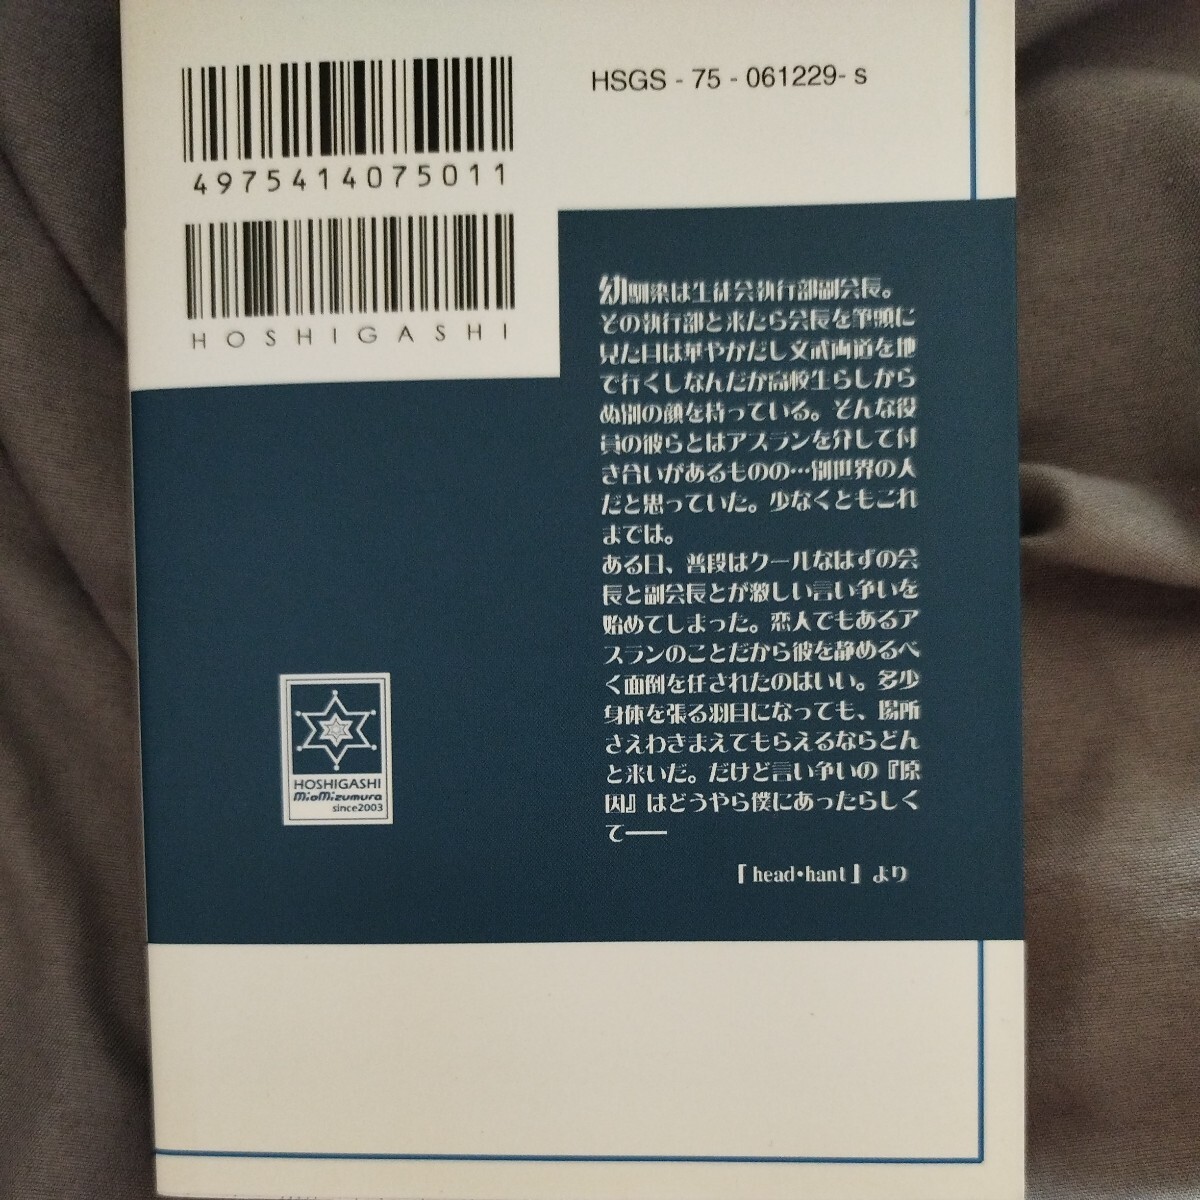 HSGS - 75 - 061229- s
4975414075011
HOSHIGASHI
幼馴染は生徒会執行部副会長。
その執行部と来たら会長を筆頭に
見た目は華やかだし文武両道を地
で行くしなんだか高校生らしから
ぬ別の顔を持っている。そんな役
員の彼らとはアスランを介して付
き合いがあるものの…別世界の人
だと思っていた。少なくともこれ
までは。
ある日、普段はクールなはずの会
長と副会長とが激しい言い争いを
始めてしまった。恋人でもあるア
スランのことだから彼を静めるべ
く面倒を任されたのはいい。多少
身体を張る羽目になっても、場所
さえわきまえてもらえるならどん
と来いだ。だけど言い争いの『原
因』はどうやら僕にあったらしく
て──
「head・hant」より
HOSHIGASHI
MioMizumura
since2003